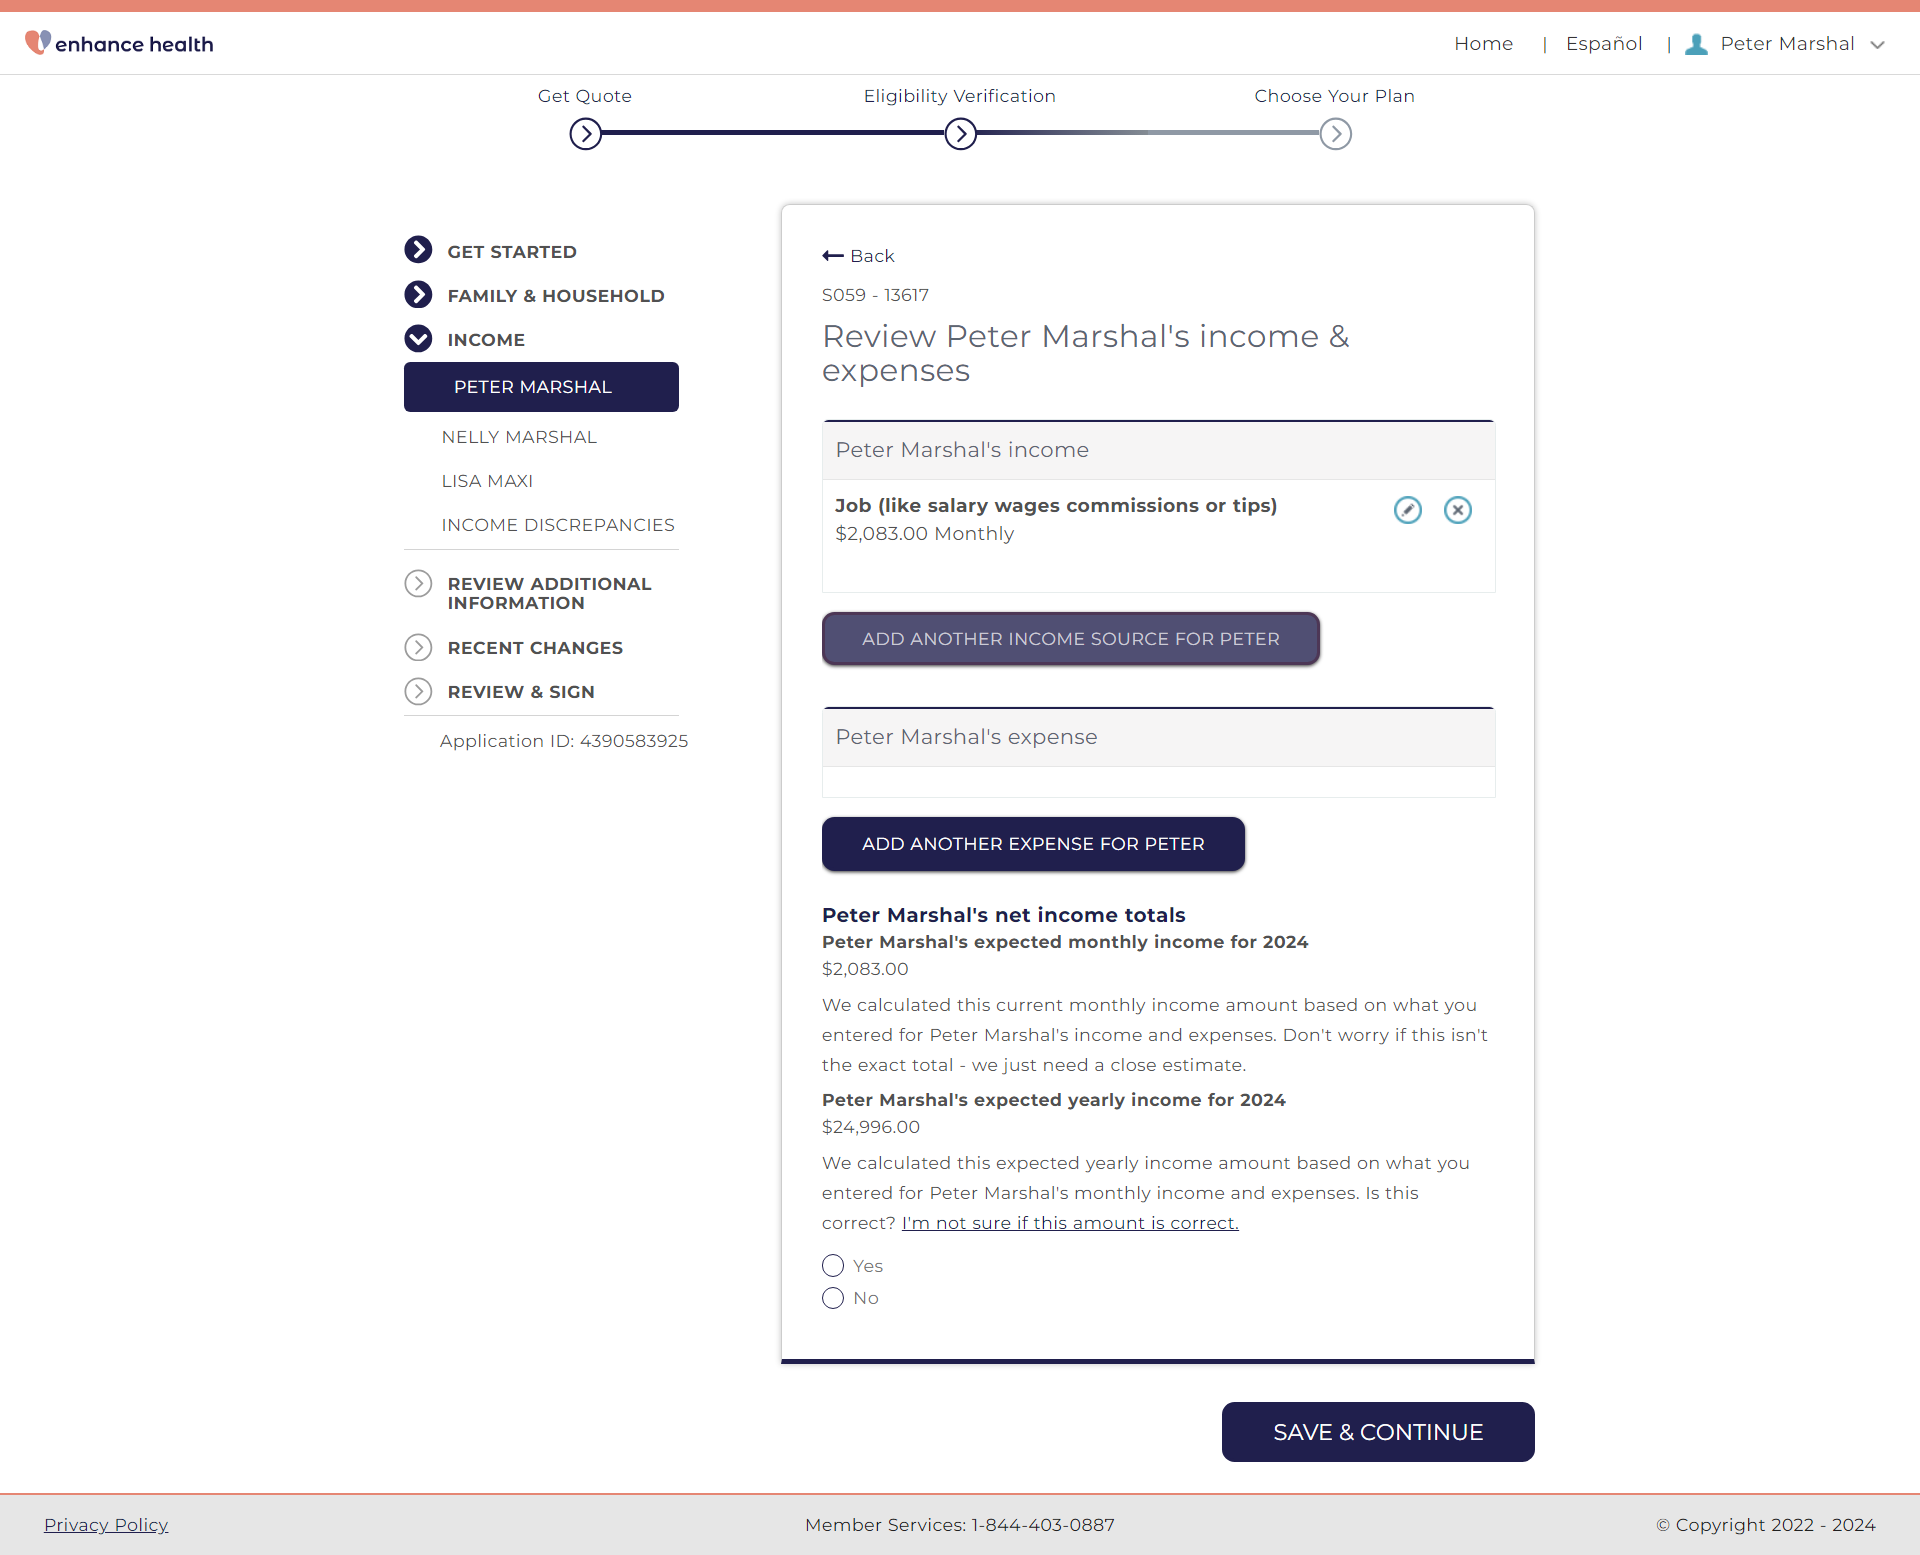 enhance health
Home | Español | Peter Marshal
Get Quote
Eligibility Verification
Choose Your Plan
GET STARTED
FAMILY & HOUSEHOLD
INCOME
PETER MARSHAL
NELLY MARSHAL
LISA MAXI
INCOME DISCREPANCIES
REVIEW ADDITIONAL
INFORMATION
RECENT CHANGES
REVIEW & SIGN
Application ID: 4390583925
Back
S059 - 13617
Review Peter Marshal's income &
expenses
Peter Marshal's income
Job (like salary wages commissions or tips)
$2,083.00 Monthly
ADD ANOTHER INCOME SOURCE FOR PETER
Peter Marshal's expense
ADD ANOTHER EXPENSE FOR PETER
Peter Marshal's net income totals
Peter Marshal's expected monthly income for 2024
$2,083.00
We calculated this current monthly income amount based on what you
entered for Peter Marshal's income and expenses. Don't worry if this isn't
the exact total - we just need a close estimate.
Peter Marshal's expected yearly income for 2024
$24,996.00
We calculated this expected yearly income amount based on what you
entered for Peter Marshal's monthly income and expenses. Is this
correct? I'm not sure if this amount is correct.
Yes
No
SAVE & CONTINUE
Privacy Policy
Member Services: 1-844-403-0887
© Copyright 2022 - 2024